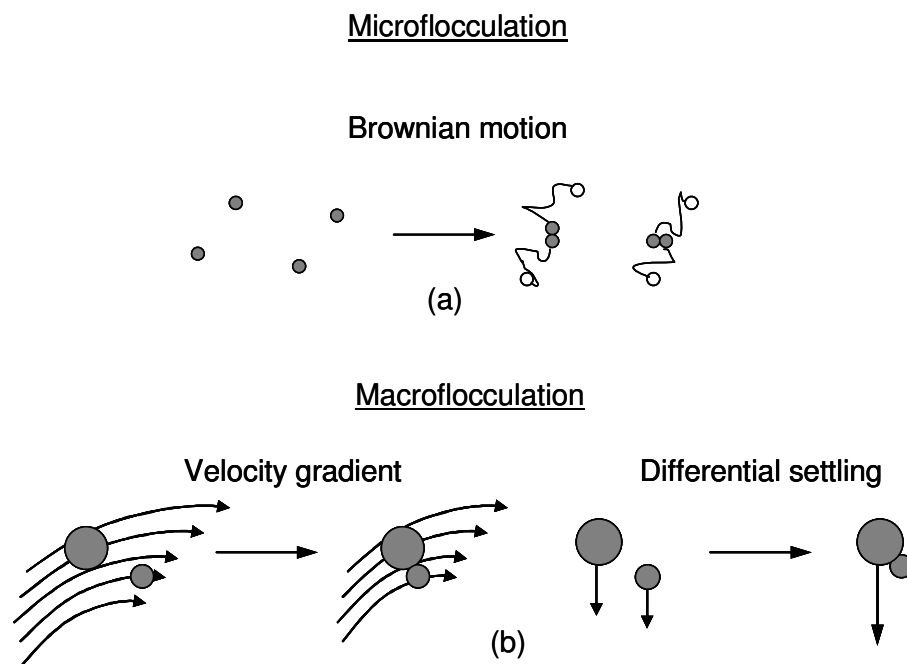 Microflocculation
Brownian motion
(a)
Macroflocculation
Velocity gradient
Differential settling
(b)